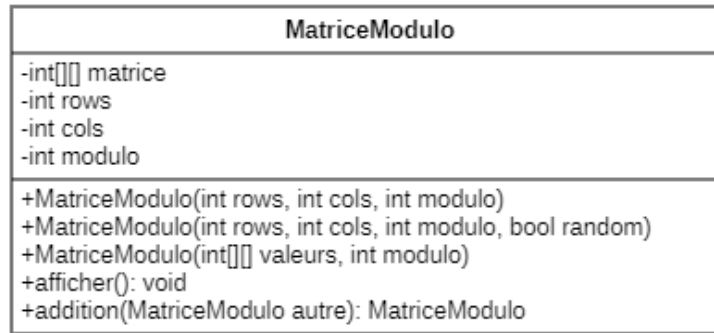 MatriceModulo
-int[][] matrice
-int rows
-int cols
-int modulo
+MatriceModulo(int rows, int cols, int modulo)
+MatriceModulo(int rows, int cols, int modulo, bool random)
+MatriceModulo(int[][] valeurs, int modulo)
+afficher(): void
+addition(MatriceModulo autre): MatriceModulo